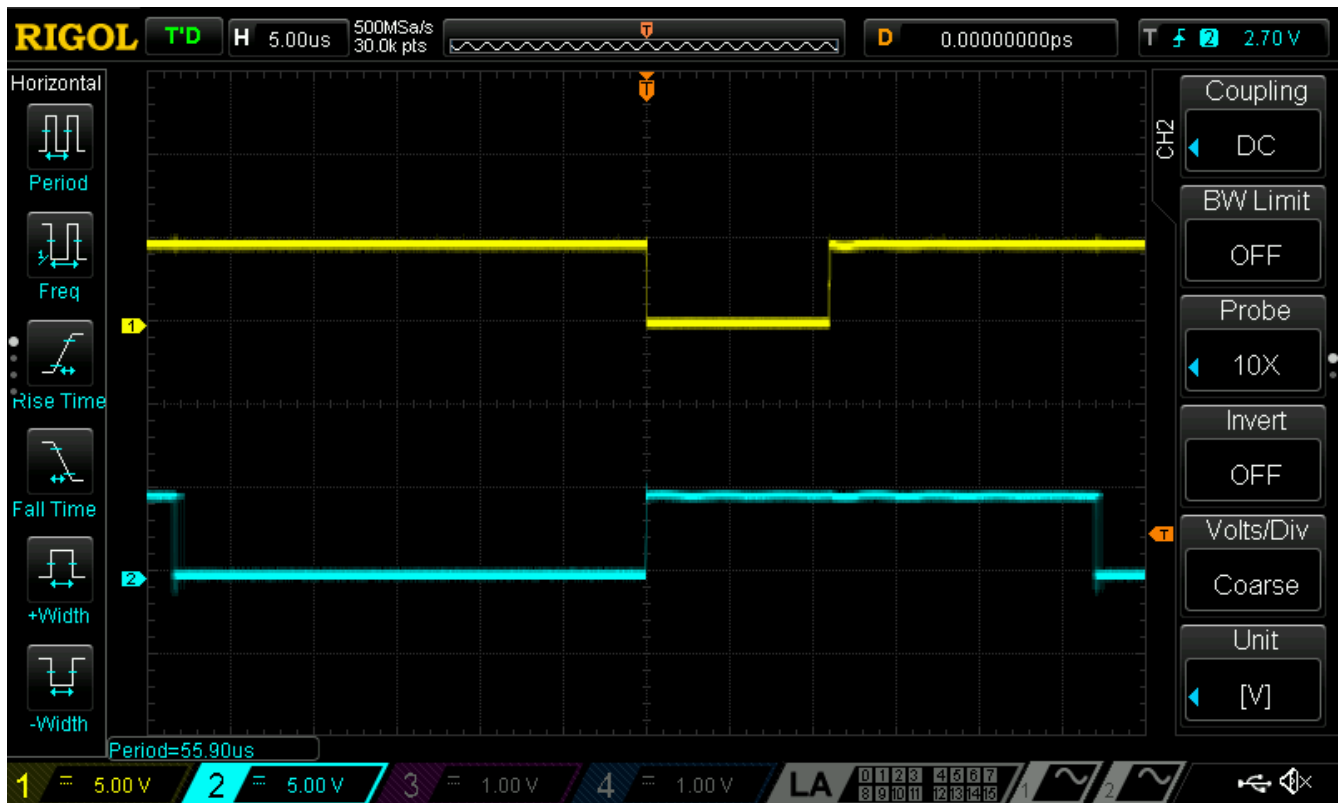 RIGOL T'D H 5.00us 500MSa/s 30.0k pts T D 0.00000000ps T 2 2.70 V
Horizontal
Period
Freq
Rise Time
Fall Time
+Width
-Width
T
1
2
T
CH2
Coupling
DC
BW Limit
OFF
Probe
10X
Invert
OFF
Volts/Div
Coarse
Unit
[V]
Period=55.90us
1 = 5.00 V 2 = 5.00 V 3 = 1.00 V 4 = 1.00 V LA 0 1 2 3 4 5 6 7 1 2
8 9 10 11 12 13 14 15